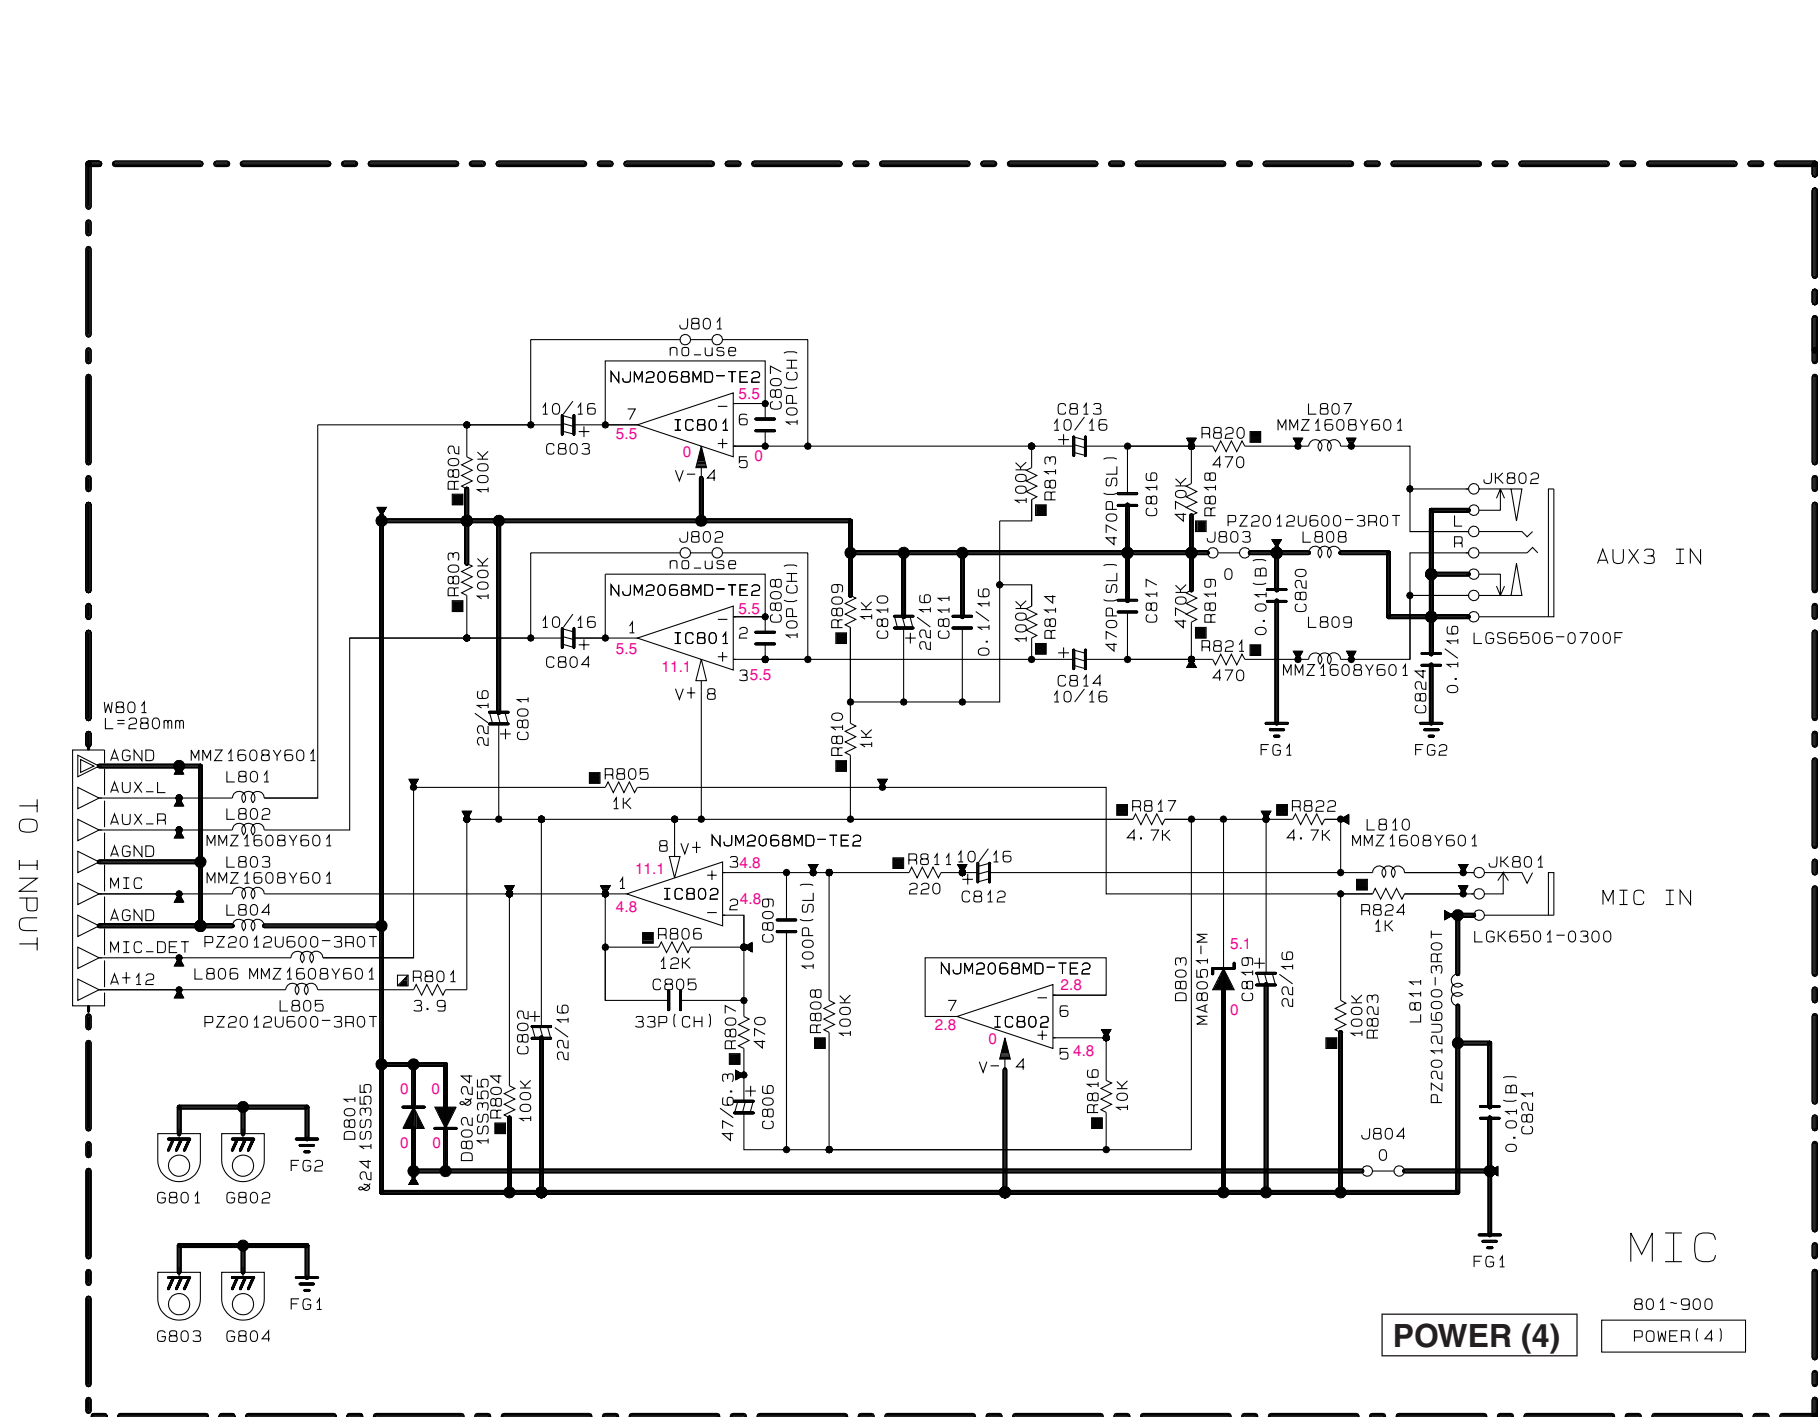 J801
no_use
NJM2068MD-TE2
5.5
C807
10P(CH)
10/16
C803
7
5.5
IC801
6
5
0
0
V- 4
R802
100K
R803
100K
J802
no_use
NJM2068MD-TE2
5.5
C808
10P(CH)
10/16
C804
1
5.5
IC801
2
3
5.5
11.1
V+ 8
22/16
C801
R809
1K
C810
22/16
C811
0.1/16
R810
1K
100K
R813
100K
R814
C813
10/16
C814
10/16
470P(SL)
C816
470P(SL)
C817
470K
R818
470K
R819
R820
470
R821
470
L807
MMZ1608Y601
PZ2012U600-3R0T
J803
0
L808
0.01(B)
C820
L809
MMZ1608Y601
FG1
JK802
L
R
LGS6506-0700F
C824
0.1/16
FG2
AUX3 IN
TO INPUT
W801
L=280mm
AGND
AUX_L
AUX_R
AGND
MIC
AGND
MIC_DET
A+12
MMZ1608Y601
L801
L802
MMZ1608Y601
L803
MMZ1608Y601
L804
PZ2012U600-3R0T
L806 MMZ1608Y601
L805
PZ2012U600-3R0T
R801
3.9
R805
1K
8 V+
11.1
NJM2068MD-TE2
3
4.8
1
4.8
IC802
4.8
2
R806
12K
C805
33P(CH)
R807
470
47/6.3
C806
C809
100P(SL)
R808
100K
R811
220
10/16
C812
C802
22/16
R804
100K
D801
&24 1SS355
D802 &24
1SS355
0
0
0
0
NJM2068MD-TE2
2.8
7
2.8
IC802
6
5
4.8
0
V- 4
R816
10K
R817
4.7K
R822
4.7K
D803
MA8051-M
5.1
0
C819
22/16
100K
R823
L810
MMZ1608Y601
R824
1K
JK801
LGK6501-0300
MIC IN
L811
PZ2012U600-3R0T
0.01(B)
C821
J804
0
FG1
G801
G802
FG2
G803
G804
FG1
MIC
801~900
POWER (4)
POWER(4)